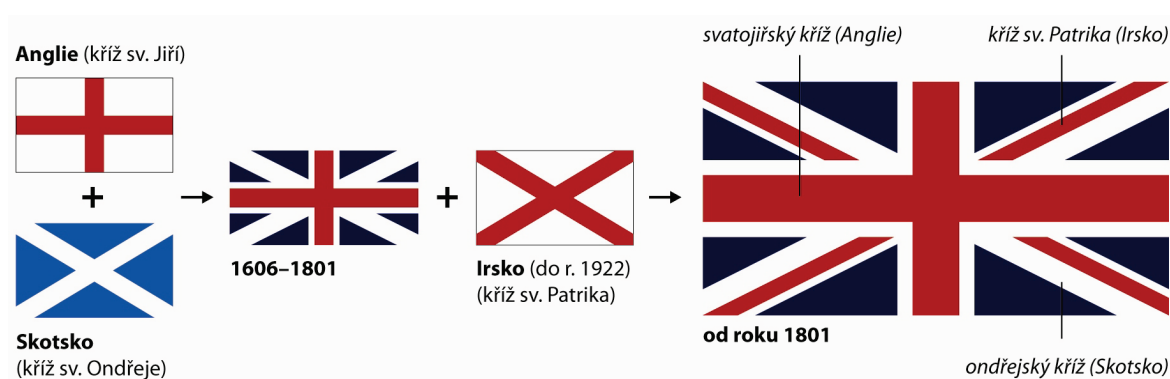 Anglie (kříž sv. Jiří)
+
Skotsko
(kříž sv. Ondřeje)
1606–1801
+
Irsko (do r. 1922)
(kříž sv. Patrika)
svatojiřský kříž (Anglie)
kříž sv. Patrika (Irsko)
od roku 1801
ondřejský kříž (Skotsko)